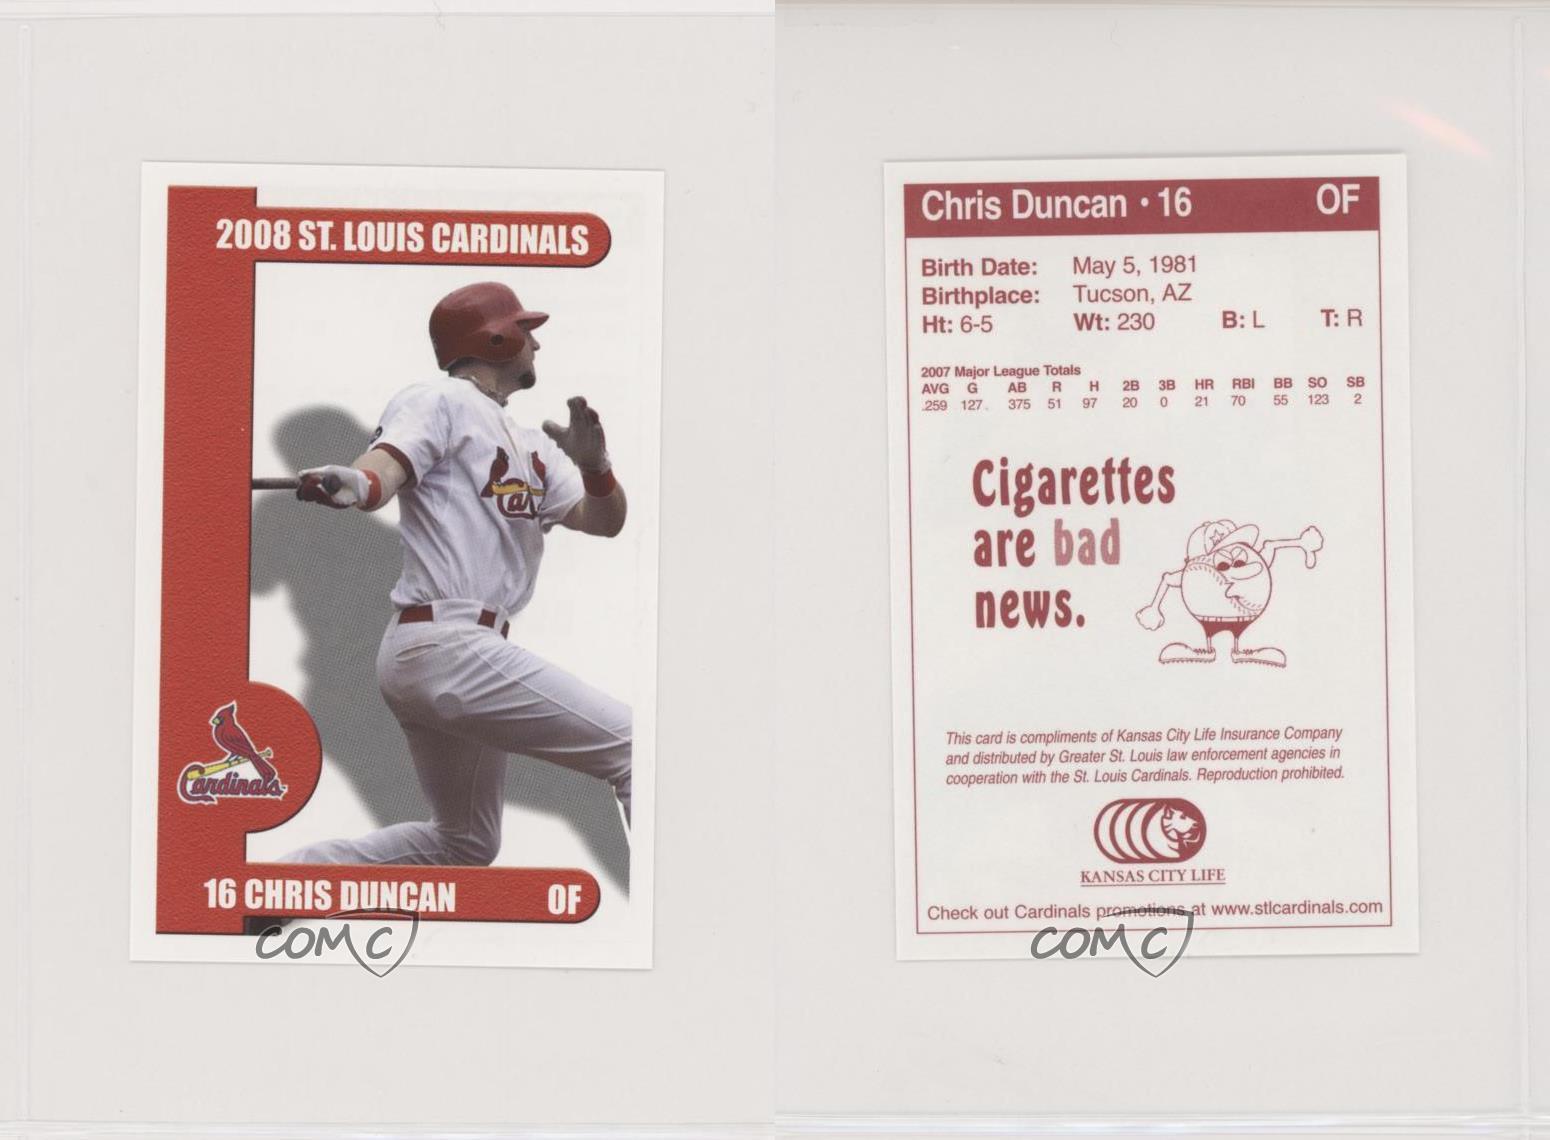 2008 ST. LOUIS CARDINALS
Cardinals
16 CHRIS DUNCAN OF
COMC
Chris Duncan • 16 OF
Birth Date: May 5, 1981
Birthplace: Tucson, AZ
Ht: 6-5 Wt: 230 B: L T: R
2007 Major League Totals
AVG G AB R H 2B 3B HR RBI BB SO SB
.259 127 375 51 97 20 0 21 70 55 123 2
Cigarettes
are bad
news.
This card is compliments of Kansas City Life Insurance Company
and distributed by Greater St. Louis law enforcement agencies in
cooperation with the St. Louis Cardinals. Reproduction prohibited.
KANSAS CITY LIFE
Check out Cardinals promotions at www.stlcardinals.com
COMC